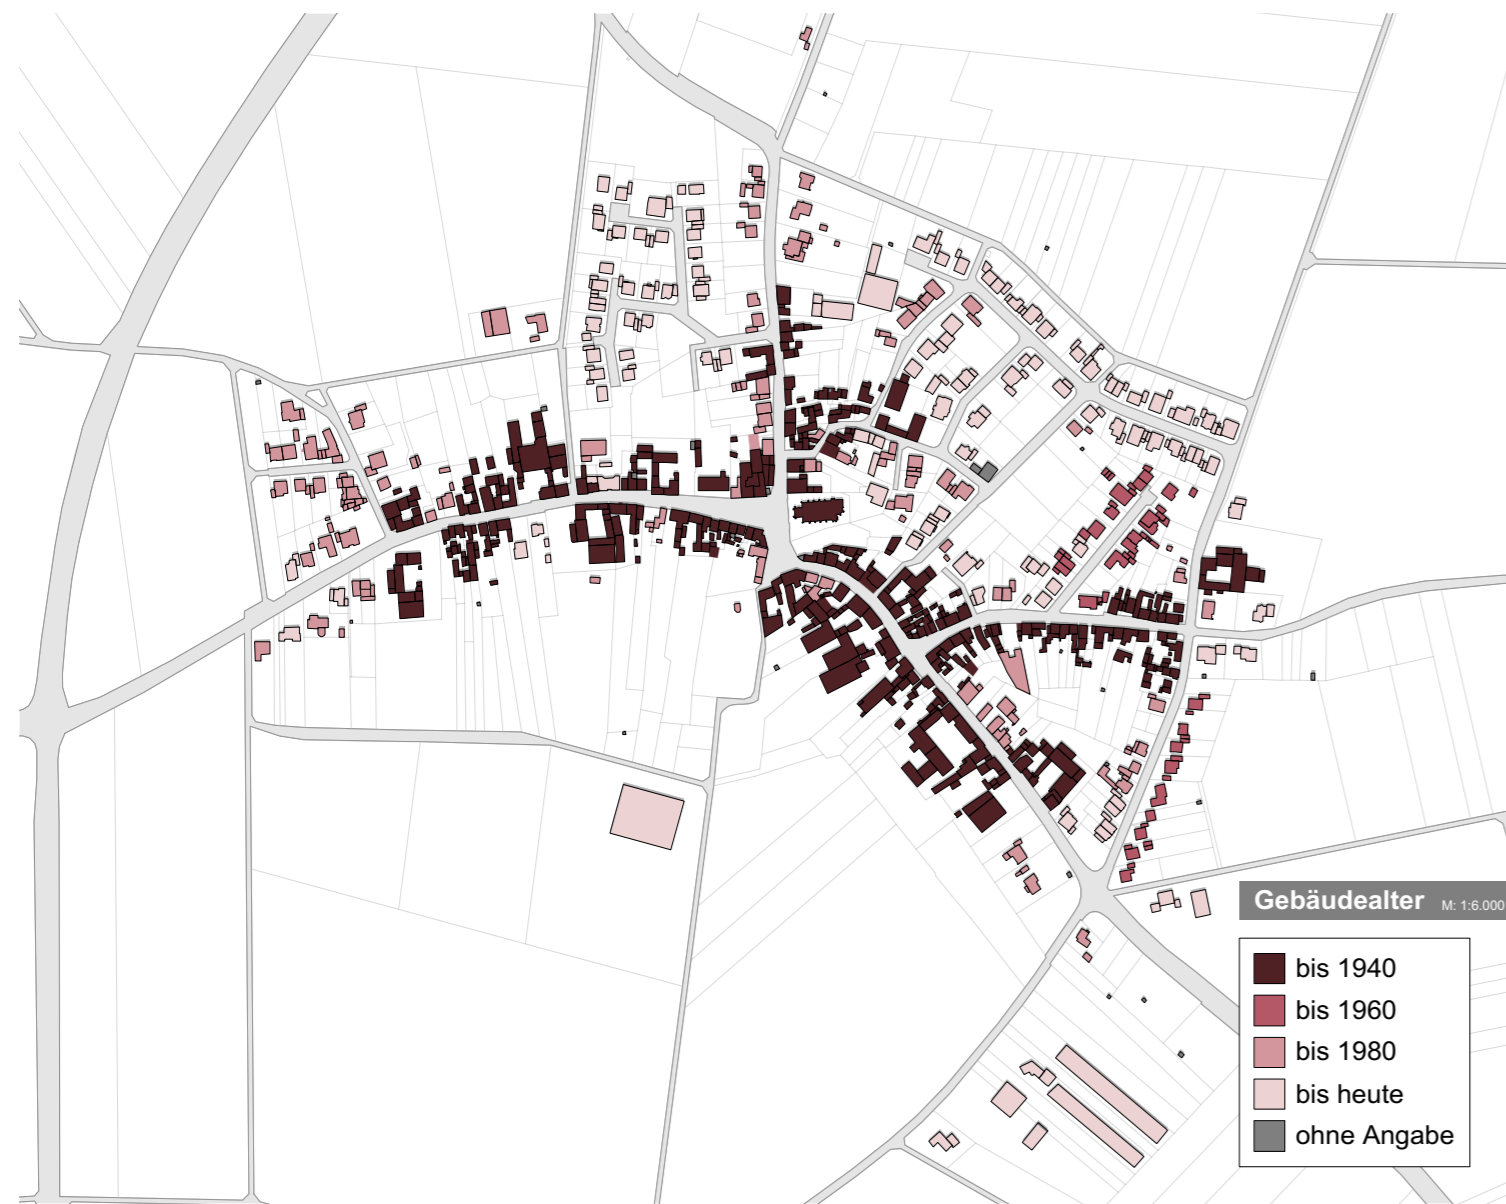 Gebäudealter M: 1:6.000
bis 1940
bis 1960
bis 1980
bis heute
ohne Angabe